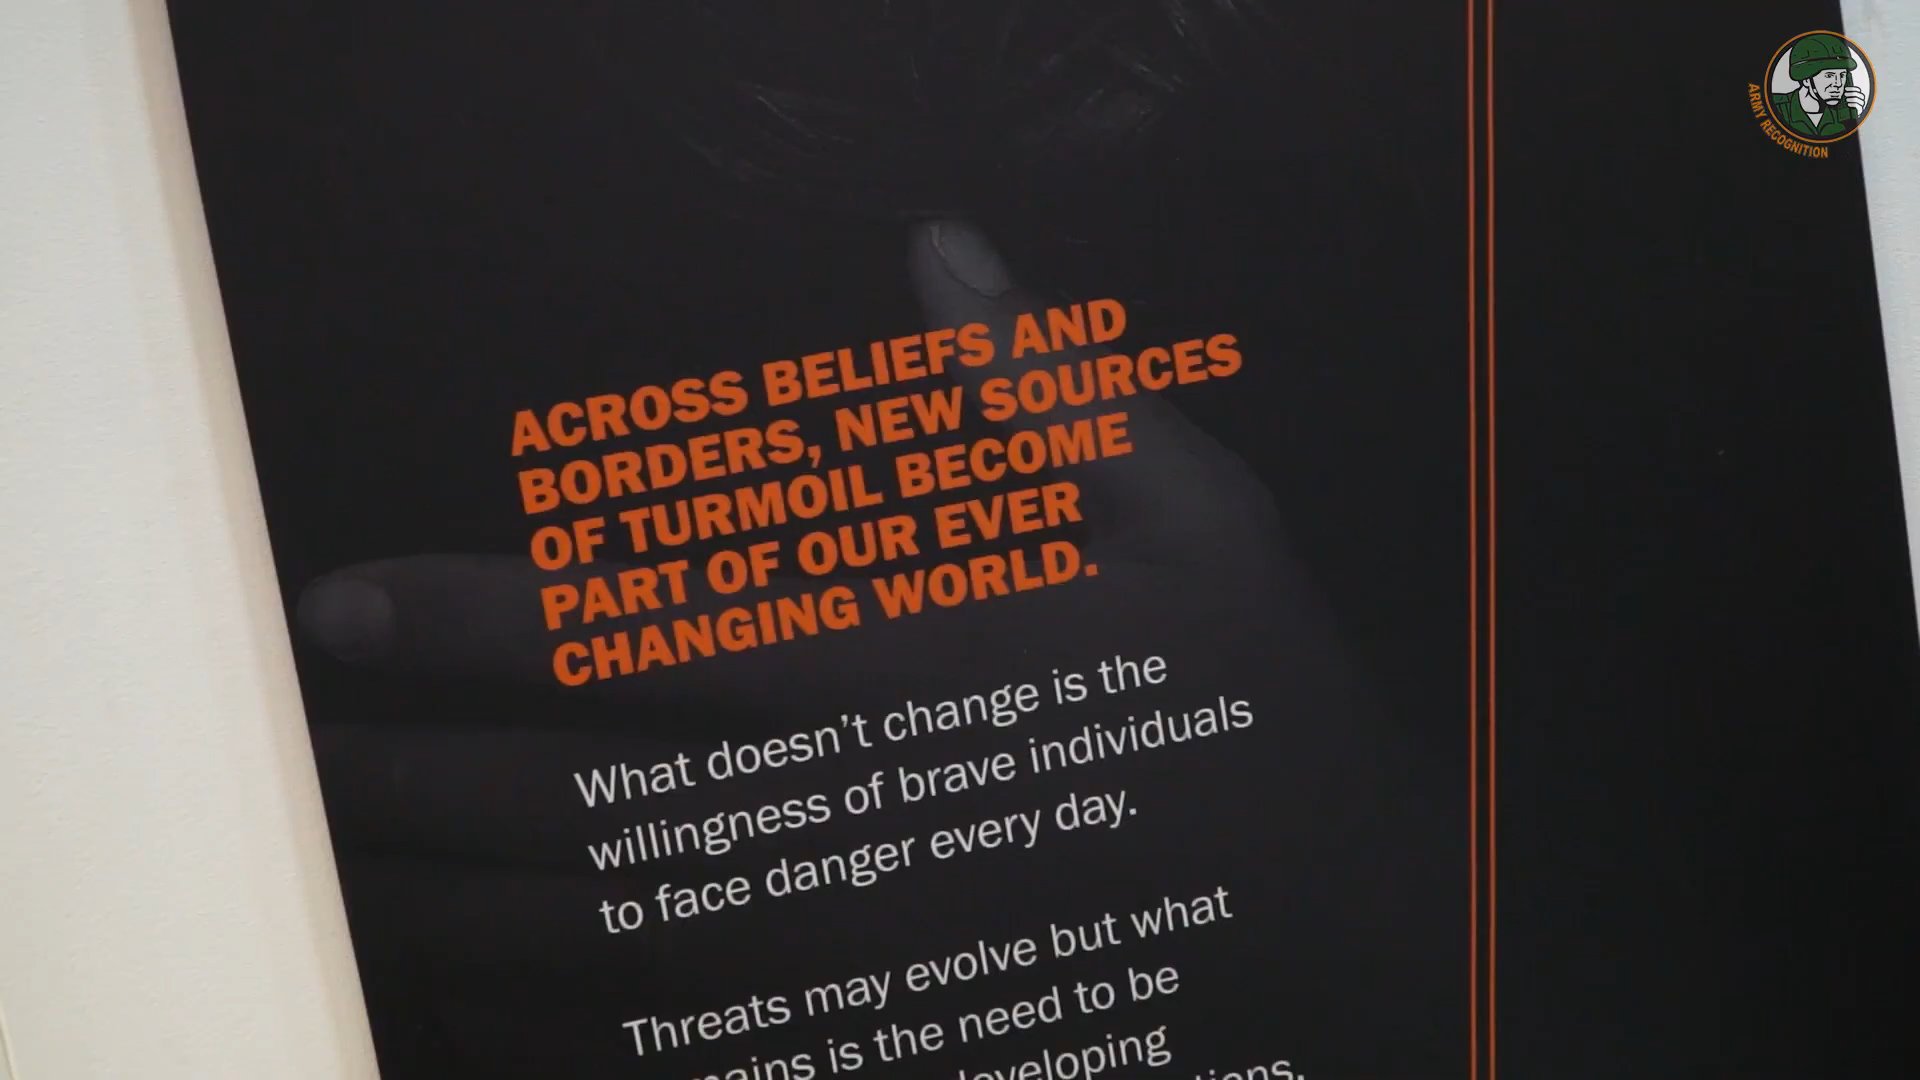 ARMY RECOGNITION
ACROSS BELIEFS AND
BORDERS, NEW SOURCES
OF TURMOIL BECOME
PART OF OUR EVER
CHANGING WORLD.
What doesn't change is the
willingness of brave individuals
to face danger every day.
Threats may evolve but what
is the need to be